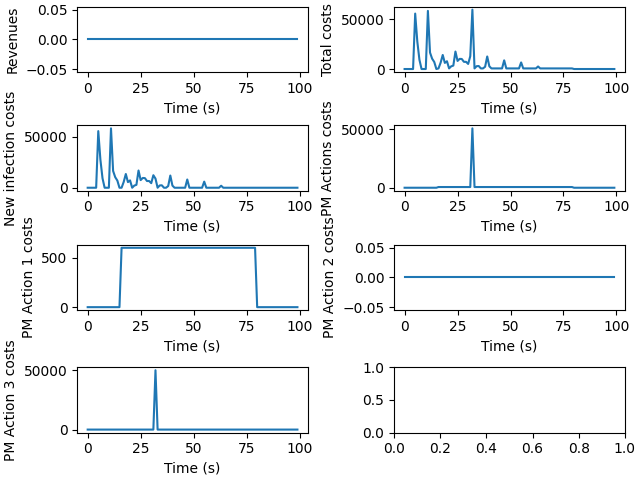 Revenues
0.05
0.00
−0.05
0 25 50 75 100
Time (s)
Total costs
50000
0
0 25 50 75 100
Time (s)
New infection costs
50000
0
0 25 50 75 100
Time (s)
PM Actions costs
50000
0
0 25 50 75 100
Time (s)
PM Action 1 costs
500
0
0 25 50 75 100
Time (s)
PM Action 2 costs
0.05
0.00
−0.05
0 25 50 75 100
Time (s)
PM Action 3 costs
50000
0
0 25 50 75 100
Time (s)
1.0
0.5
0.0
0.0 0.2 0.4 0.6 0.8 1.0